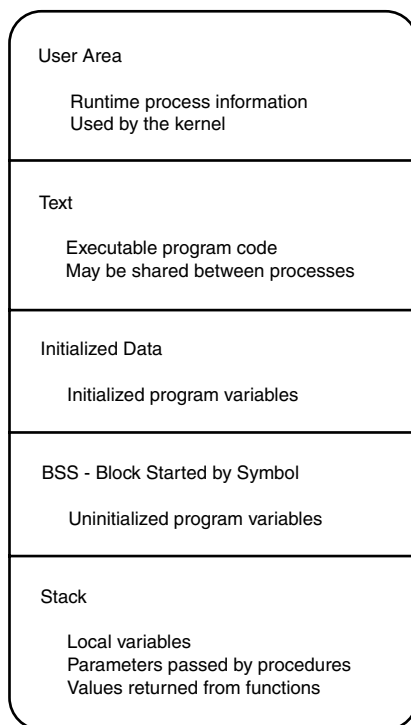 User Area
Runtime process information
Used by the kernel
Text
Executable program code
May be shared between processes
Initialized Data
Initialized program variables
BSS - Block Started by Symbol
Uninitialized program variables
Stack
Local variables
Parameters passed by procedures
Values returned from functions